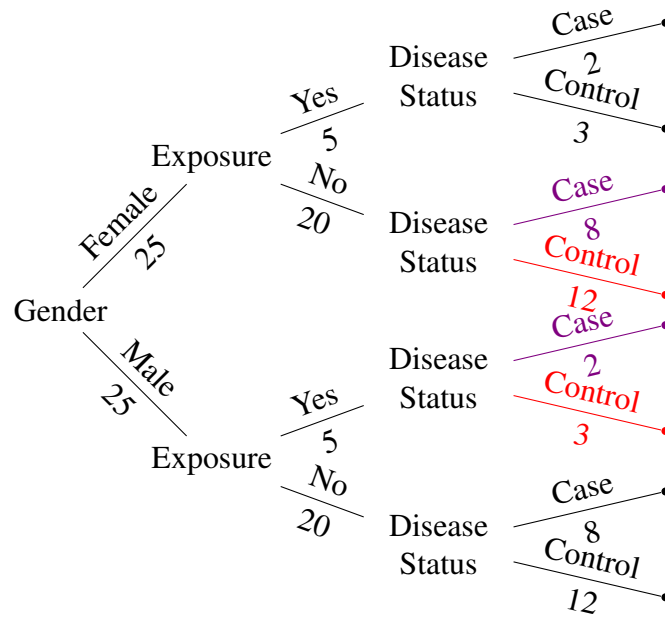 Case
2
Disease
Status
Control
3
Yes
5
Exposure
No
20
Case
8
Disease
Status
Control
12
Female
25
Gender
Male
25
Case
2
Disease
Status
Control
3
Yes
5
Exposure
No
20
Case
8
Disease
Status
Control
12